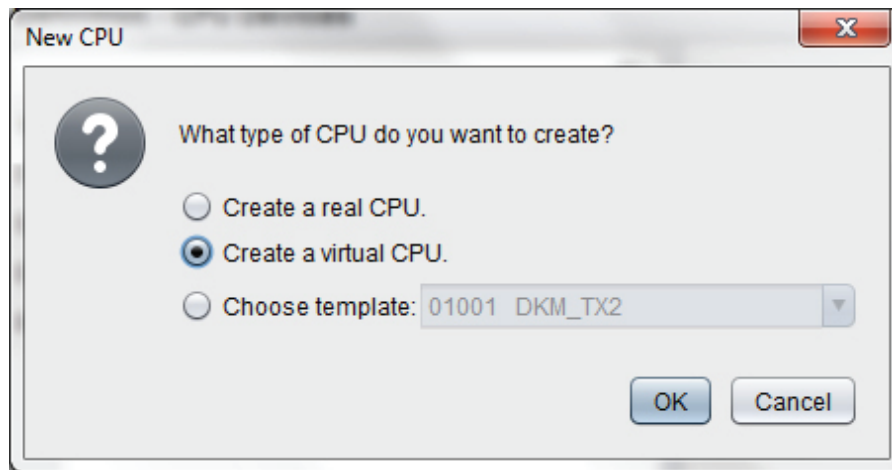 New CPU
What type of CPU do you want to create?
Create a real CPU.
Create a virtual CPU.
Choose template: 01001 DKM_TX2
OK Cancel